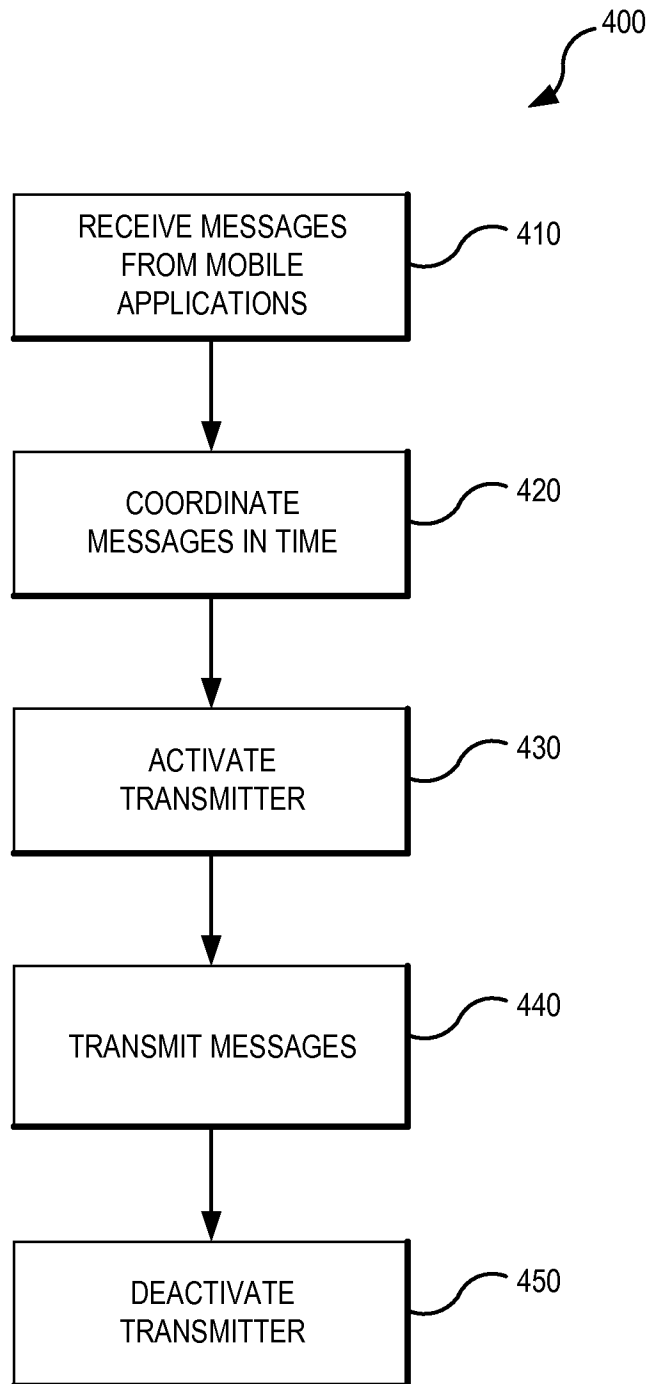 400
RECEIVE MESSAGES
FROM MOBILE
APPLICATIONS
410
COORDINATE
MESSAGES IN TIME
420
ACTIVATE
TRANSMITTER
430
TRANSMIT MESSAGES
440
DEACTIVATE
TRANSMITTER
450